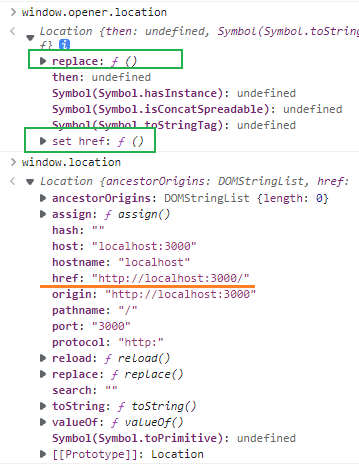 window.opener.location
Location {then: undefined, Symbol(Symbol.toStrin
f} i
replace: ƒ ()
then: undefined
Symbol(Symbol.hasInstance): undefined
Symbol(Symbol.isConcatSpreadable): undefined
Symbol(Symbol.toStringTag): undefined
set href: ƒ ()
window.location
Location {ancestorOrigins: DOMStringList, href:
ancestorOrigins: DOMStringList {length: 0}
assign: ƒ assign()
hash: ""
host: "localhost:3000"
hostname: "localhost"
href: "http://localhost:3000/"
origin: "http://localhost:3000"
pathname: "/"
port: "3000"
protocol: "http:"
reload: ƒ reload()
replace: ƒ replace()
search: ""
toString: ƒ toString()
valueOf: ƒ valueOf()
Symbol(Symbol.toPrimitive): undefined
[[Prototype]]: Location